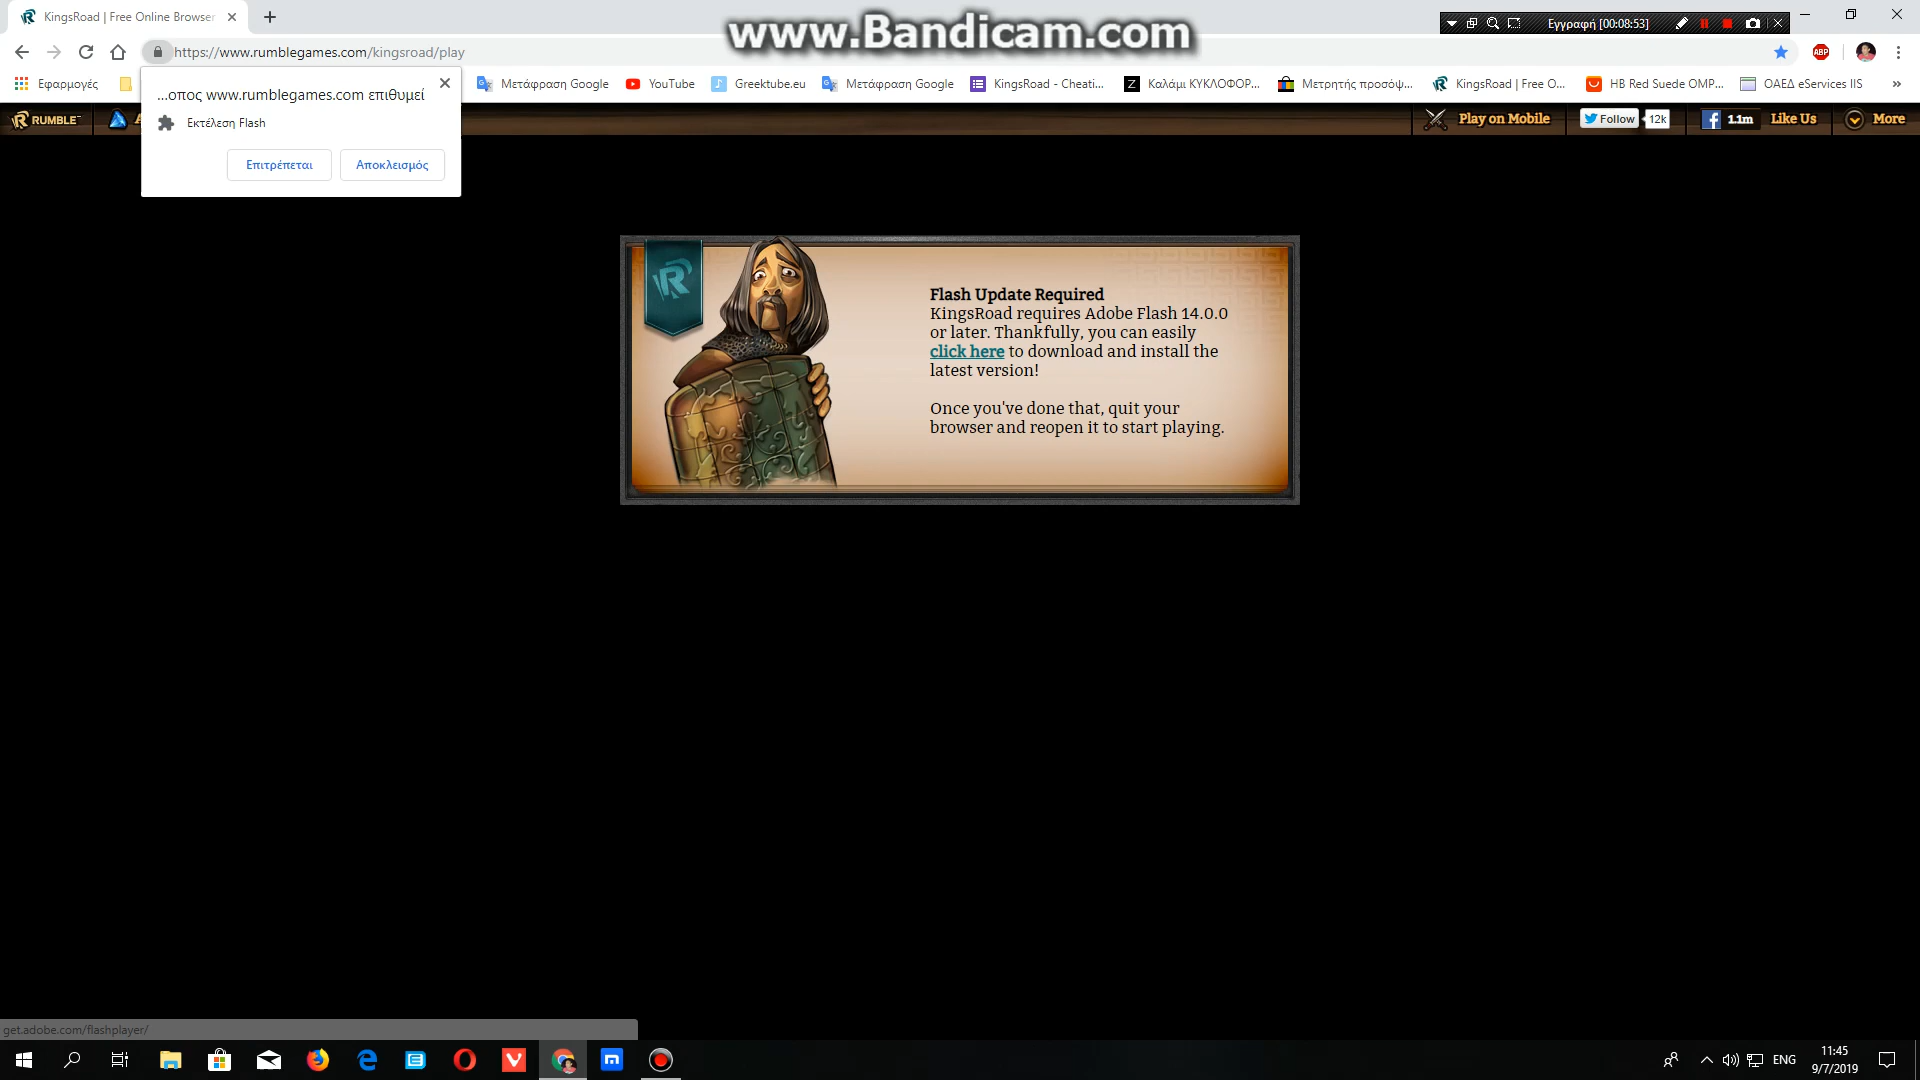 KingsRoad | Free Online Browser
www.Bandicam.com
Εγγραφή [00:08:53]
https://www.rumblegames.com/kingsroad/play
ABP
Εφαρμογές
Μετάφραση Google
YouTube
Greektube.eu
Μετάφραση Google
KingsRoad - Cheati...
Καλάμι ΚΥΚΛΟΦΟΡ...
Μετρητής προσόψ...
KingsRoad | Free O...
HB Red Suede OMP...
ΟΑΕΔ eServices IIS
»
...οπος www.rumblegames.com επιθυμεί
Εκτέλεση Flash
Επιτρέπεται
Αποκλεισμός
RUMBLE
Play on Mobile
Follow
12k
1.1m
Like Us
More
Flash Update Required
KingsRoad requires Adobe Flash 14.0.0
or later. Thankfully, you can easily
click here to download and install the
latest version!
Once you've done that, quit your
browser and reopen it to start playing.
get.adobe.com/flashplayer/
ENG
11:45
9/7/2019